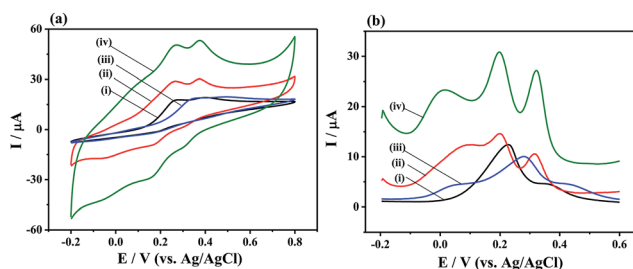 (a)
(iv)
(iii)
(ii)
(i)
60
30
0
-30
-60
I / μA
-0.2 0.0 0.2 0.4 0.6 0.8
E / V (vs. Ag/AgCl)
(b)
(iv)
(iii)
(ii)
(i)
30
20
10
0
I / μA
-0.2 0.0 0.2 0.4 0.6
E / V (vs. Ag/AgCl)